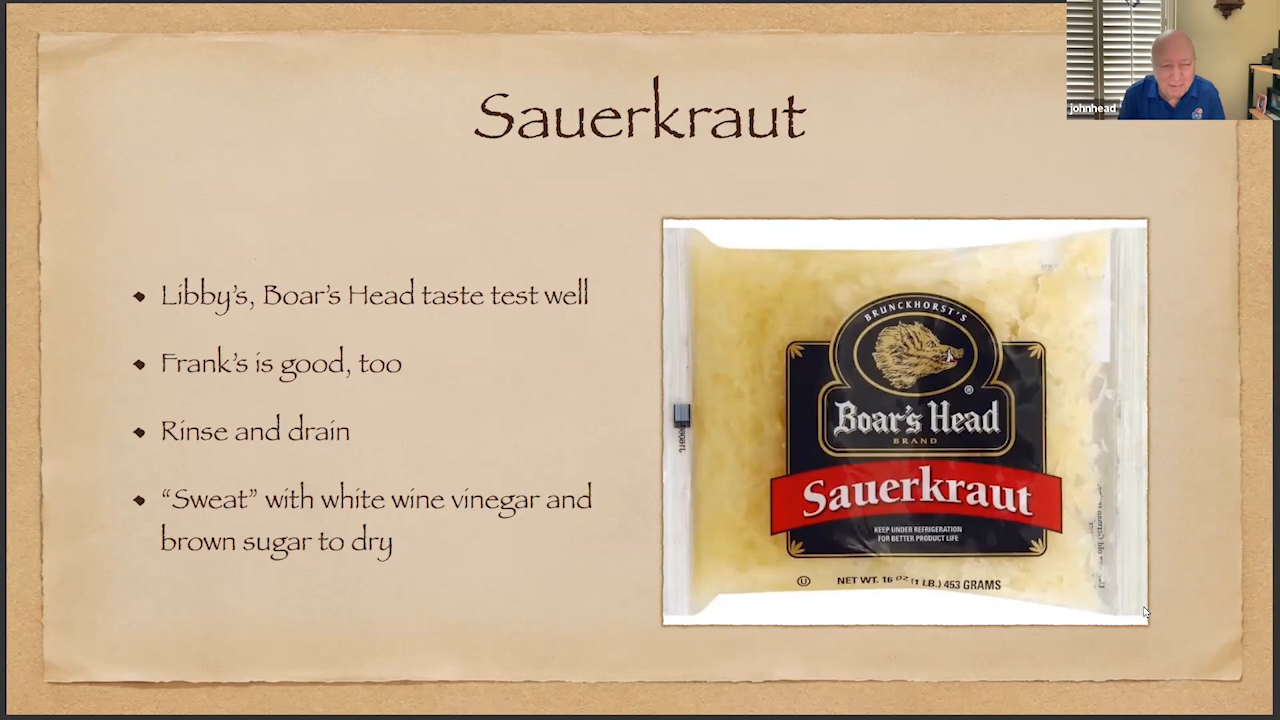 Sauerkraut
johnhead
Libby's, Boar's Head taste test well
Frank's is good, too
Rinse and drain
"Sweat" with white wine vinegar and
brown sugar to dry
BRUNCKHORST'S
®
Boar's Head
BRAND
Sauerkraut
KEEP UNDER REFRIGERATION
FOR BETTER PRODUCT LIFE
U
NET WT. 16 OZ (1 LB.) 453 GRAMS